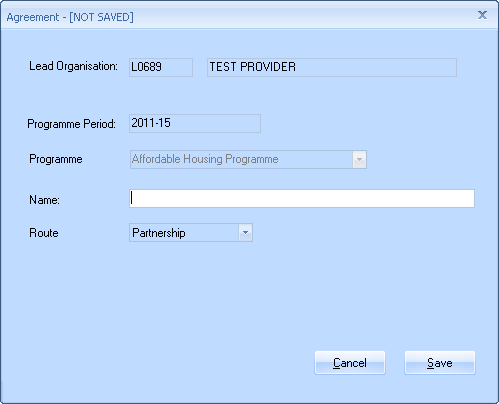 Agreement - [NOT SAVED]
Lead Organisation: L0689 TEST PROVIDER
Programme Period: 2011-15
Programme Affordable Housing Programme
Name:
Route Partnership
Cancel Save